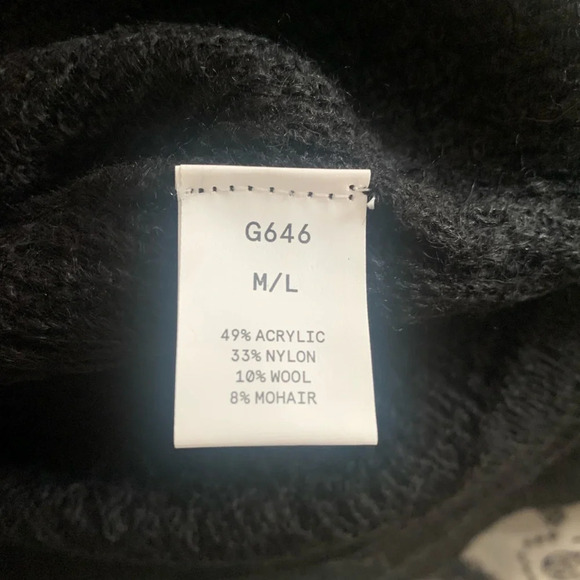 G646
M/L
49% ACRYLIC
33% NYLON
10% WOOL
8% MOHAIR